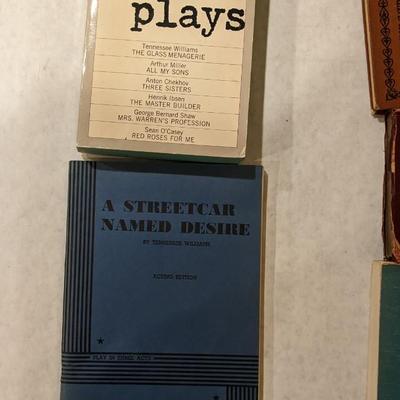 plays
Tennessee Williams
THE GLASS MENAGERIE
Arthur Miller
ALL MY SONS
Anton Chekhov
THREE SISTERS
Henrik Ibsen
THE MASTER BUILDER
George Bernard Shaw
MRS. WARREN'S PROFESSION
Sean O'Casey
RED ROSES FOR ME
A STREETCAR
NAMED DESIRE
BY TENNESSEE WILLIAMS
ACTING EDITION
PLAY IN THREE ACTS